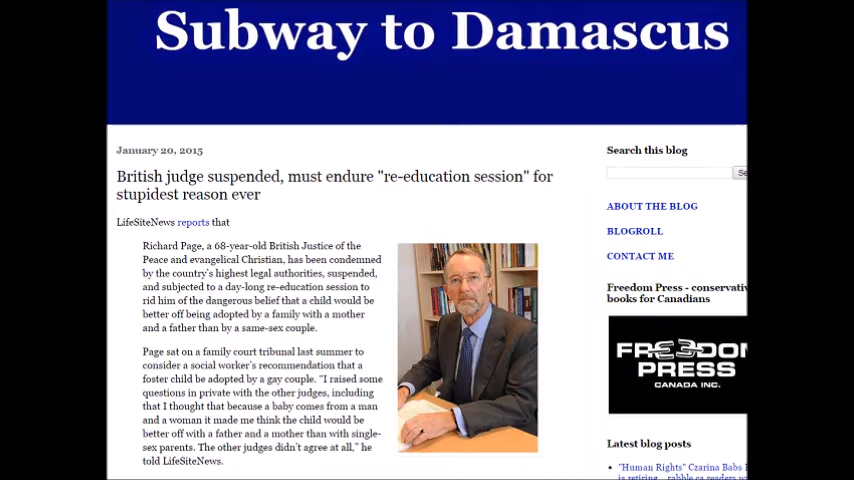 Subway to Damascus
January 20, 2015
British judge suspended, must endure "re-education session" for
stupidest reason ever
LifeSiteNews reports that
Richard Page, a 68-year-old British Justice of the
Peace and evangelical Christian, has been condemned
by the country's highest legal authorities, suspended,
and subjected to a day-long re-education session to
rid him of the dangerous belief that a child would be
better off being adopted by a family with a mother
and a father than by a same-sex couple.
Page sat on a family court tribunal last summer to
consider a social worker's recommendation that a
foster child be adopted by a gay couple. "I raised some
questions in private with the other judges, including
that I thought that because a baby comes from a man
and a woman it made me think the child would be
better off with a father and a mother than with single-
sex parents. The other judges didn't agree at all," he
told LifeSiteNews.
Search this blog
Se
ABOUT THE BLOG
BLOGROLL
CONTACT ME
Freedom Press - conservativ
books for Canadians
FREEDOM
PRESS
CANADA INC.
Latest blog posts
"Human Rights" Czarina Babs
is retiring... rabble.ca readers